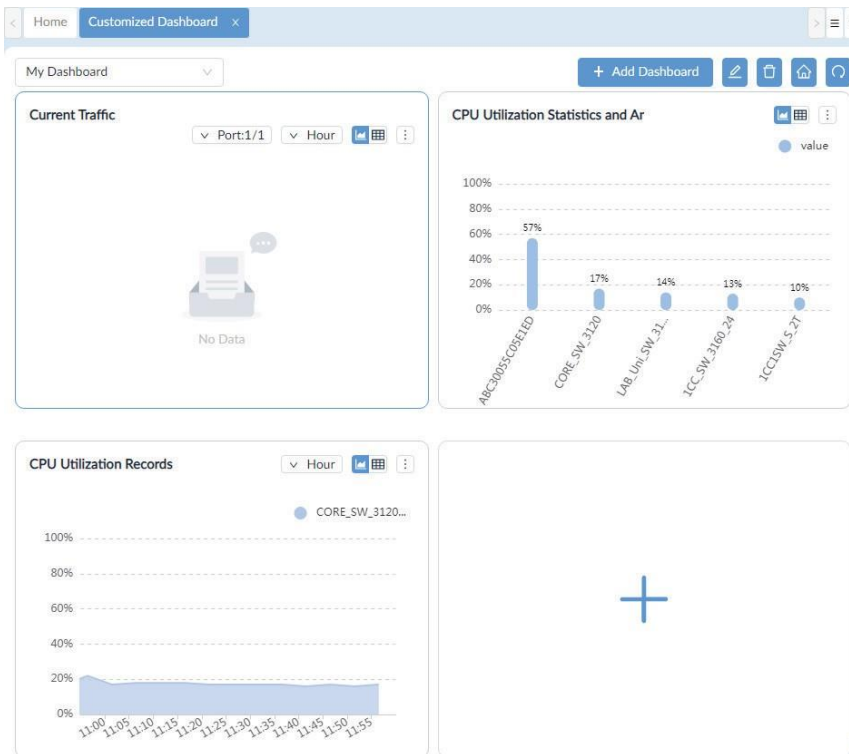 Home
Customized Dashboard x
My Dashboard
+ Add Dashboard
Current Traffic
Port:1/1
Hour
No Data
CPU Utilization Statistics and Ar
value
100%
80%
60%
40%
20%
0%
57%
17%
14%
13%
10%
ABC30055C05E1ED
CORE_SW_3120
LAB_Uni_SW_31...
1CC_SW_3160_24
1CC1SW_S_2T
CPU Utilization Records
Hour
CORE_SW_3120...
100%
80%
60%
40%
20%
0%
11:00 11:05 11:10 11:15 11:20 11:25 11:30 11:35 11:40 11:45 11:50 11:55